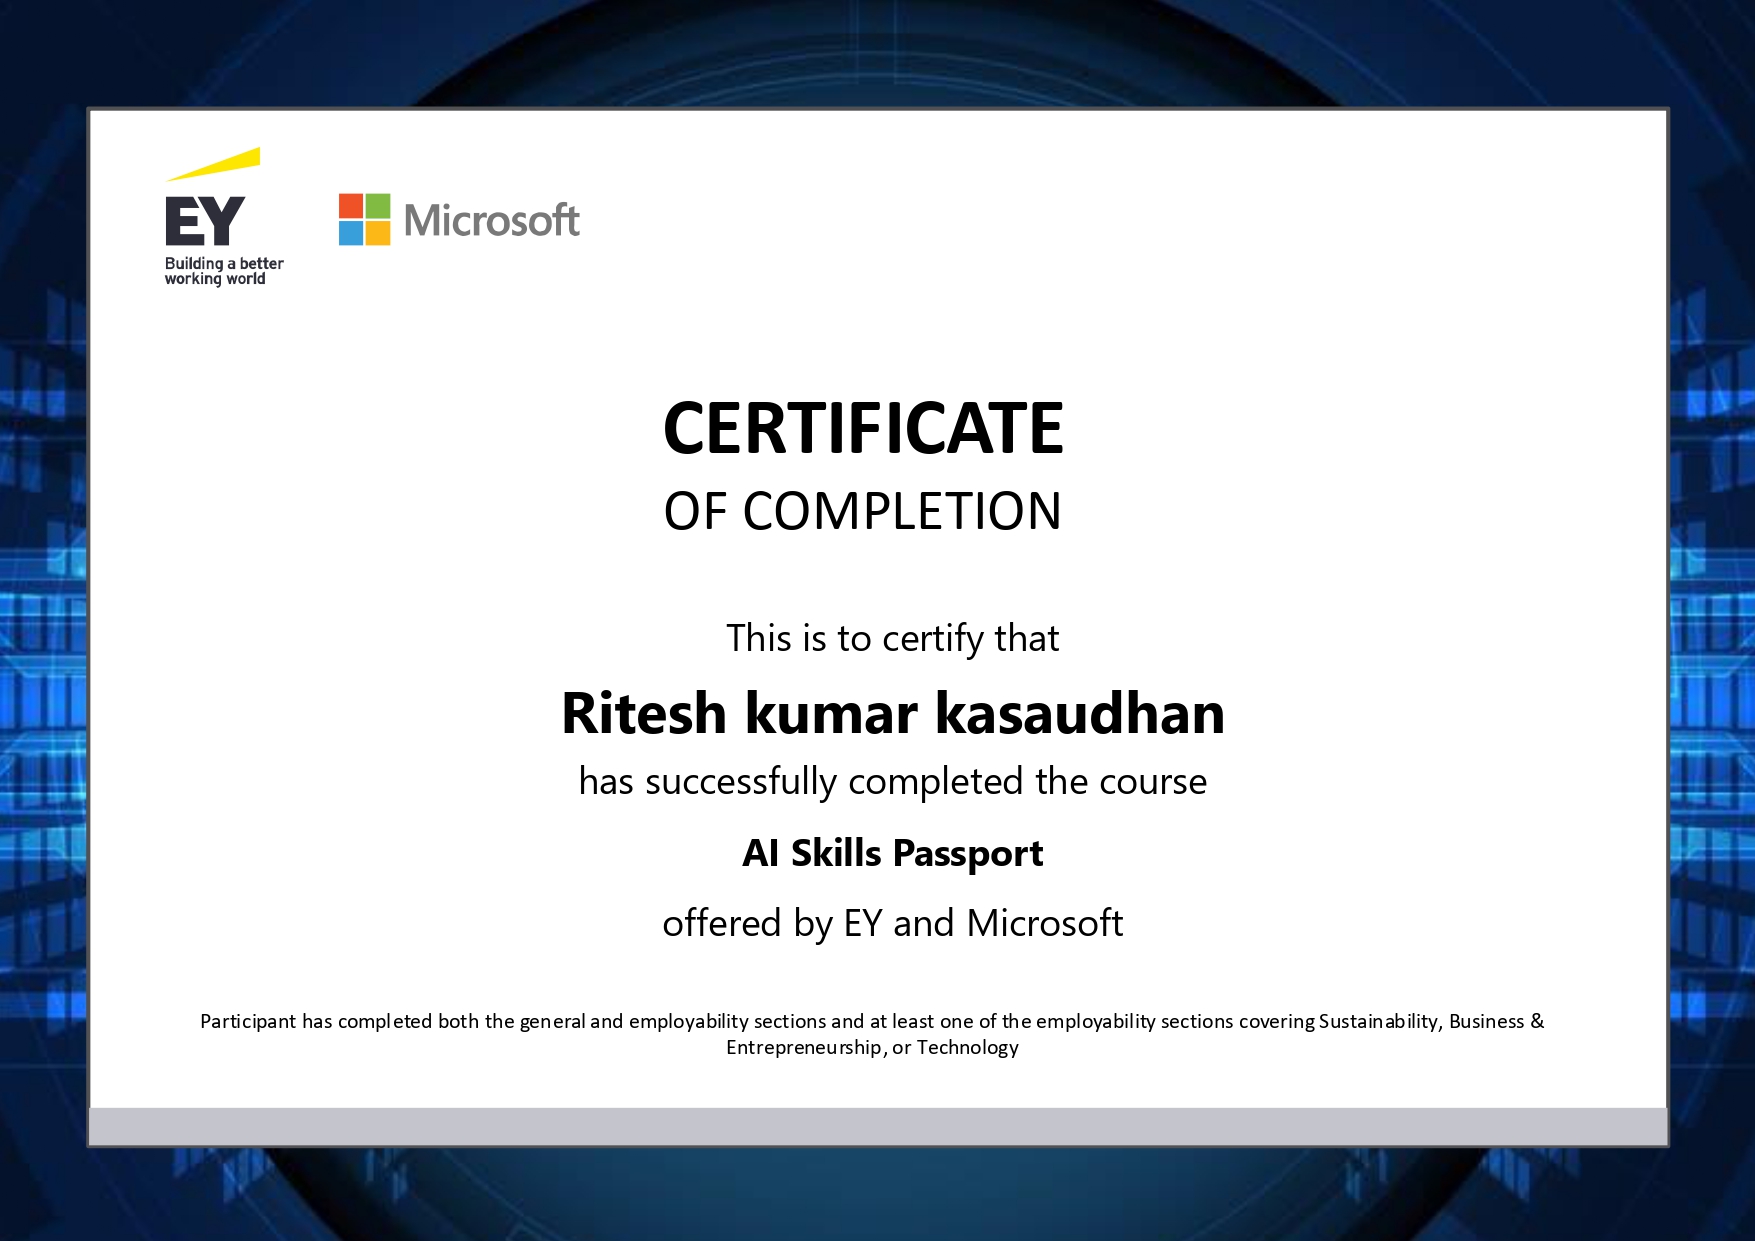 EY
Building a better
working world
Microsoft
CERTIFICATE
OF COMPLETION
This is to certify that
Ritesh kumar kasaudhan
has successfully completed the course
AI Skills Passport
offered by EY and Microsoft
Participant has completed both the general and employability sections and at least one of the employability sections covering Sustainability, Business &
Entrepreneurship, or Technology